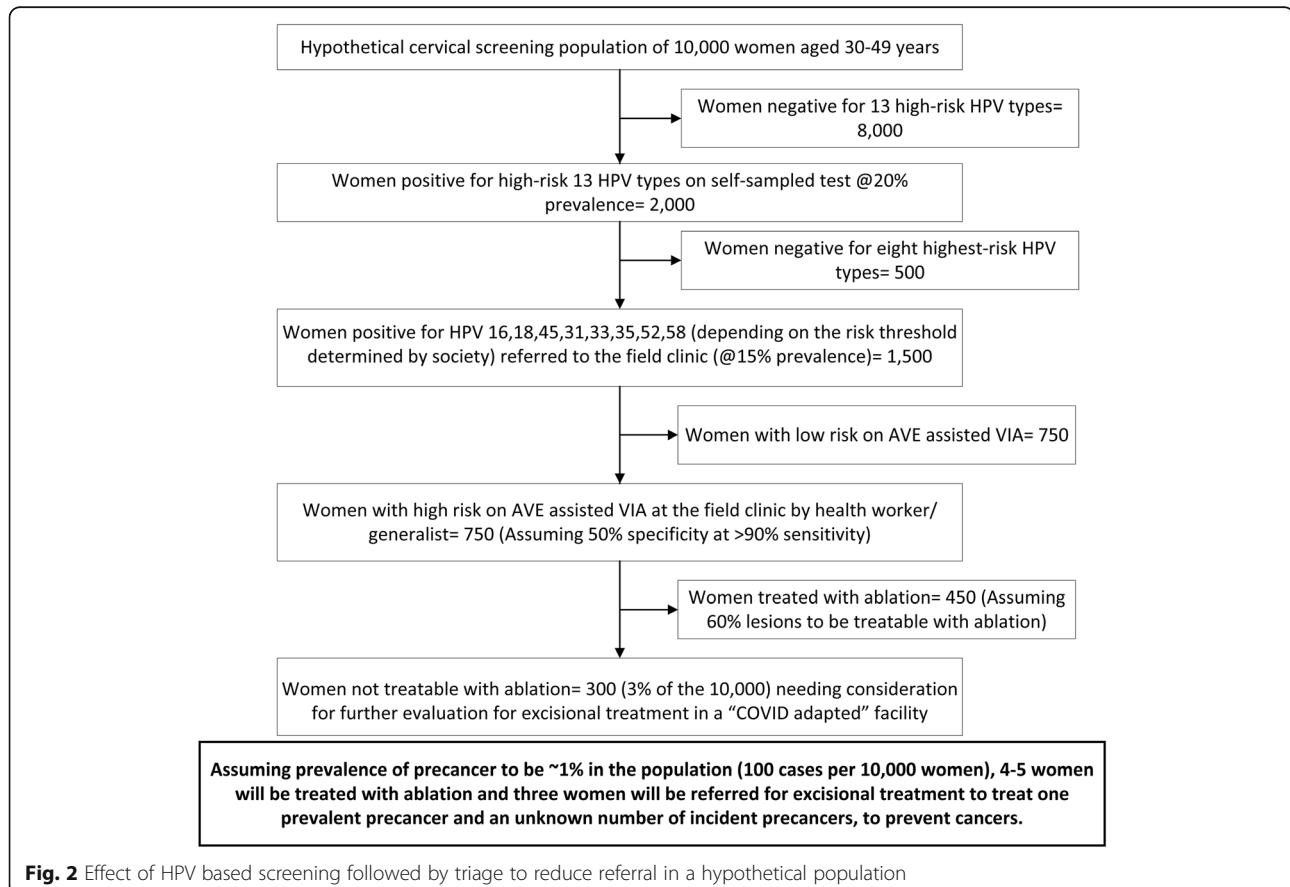 Hypothetical cervical screening population of 10,000 women aged 30-49 years
Women negative for 13 high-risk HPV types=
8,000
Women positive for high-risk 13 HPV types on self-sampled test @20%
prevalence= 2,000
Women negative for eight highest-risk HPV
types= 500
Women positive for HPV 16,18,45,31,33,35,52,58 (depending on the risk threshold
determined by society) referred to the field clinic (@15% prevalence)= 1,500
Women with low risk on AVE assisted VIA= 750
Women with high risk on AVE assisted VIA at the field clinic by health worker/
generalist= 750 (Assuming 50% specificity at >90% sensitivity)
Women treated with ablation= 450 (Assuming
60% lesions to be treatable with ablation)
Women not treatable with ablation= 300 (3% of the 10,000) needing consideration
for further evaluation for excisional treatment in a “COVID adapted” facility
Assuming prevalence of precancer to be ~1% in the population (100 cases per 10,000 women), 4-5 women
will be treated with ablation and three women will be referred for excisional treatment to treat one
prevalent precancer and an unknown number of incident precancers, to prevent cancers.
Fig. 2 Effect of HPV based screening followed by triage to reduce referral in a hypothetical population